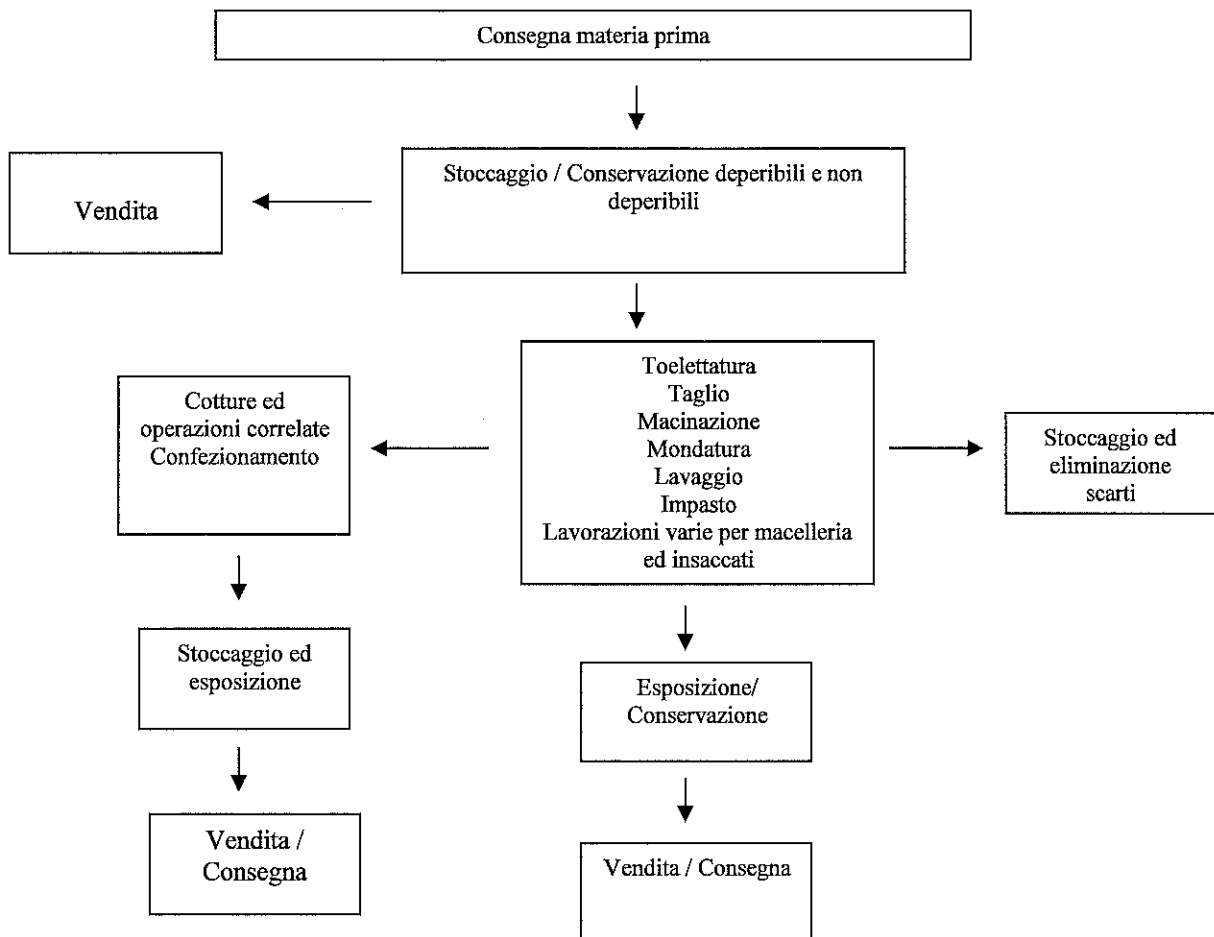 Consegna materia prima
Stoccaggio / Conservazione deperibili e non
deperibili
Vendita
Toelettatura
Taglio
Macinazione
Mondatura
Lavaggio
Impasto
Lavorazioni varie per macelleria
ed insaccati
Cotture ed
operazioni correlate
Confezionamento
Stoccaggio ed
eliminazione
scarti
Stoccaggio ed
esposizione
Esposizione/
Conservazione
Vendita /
Consegna
Vendita / Consegna